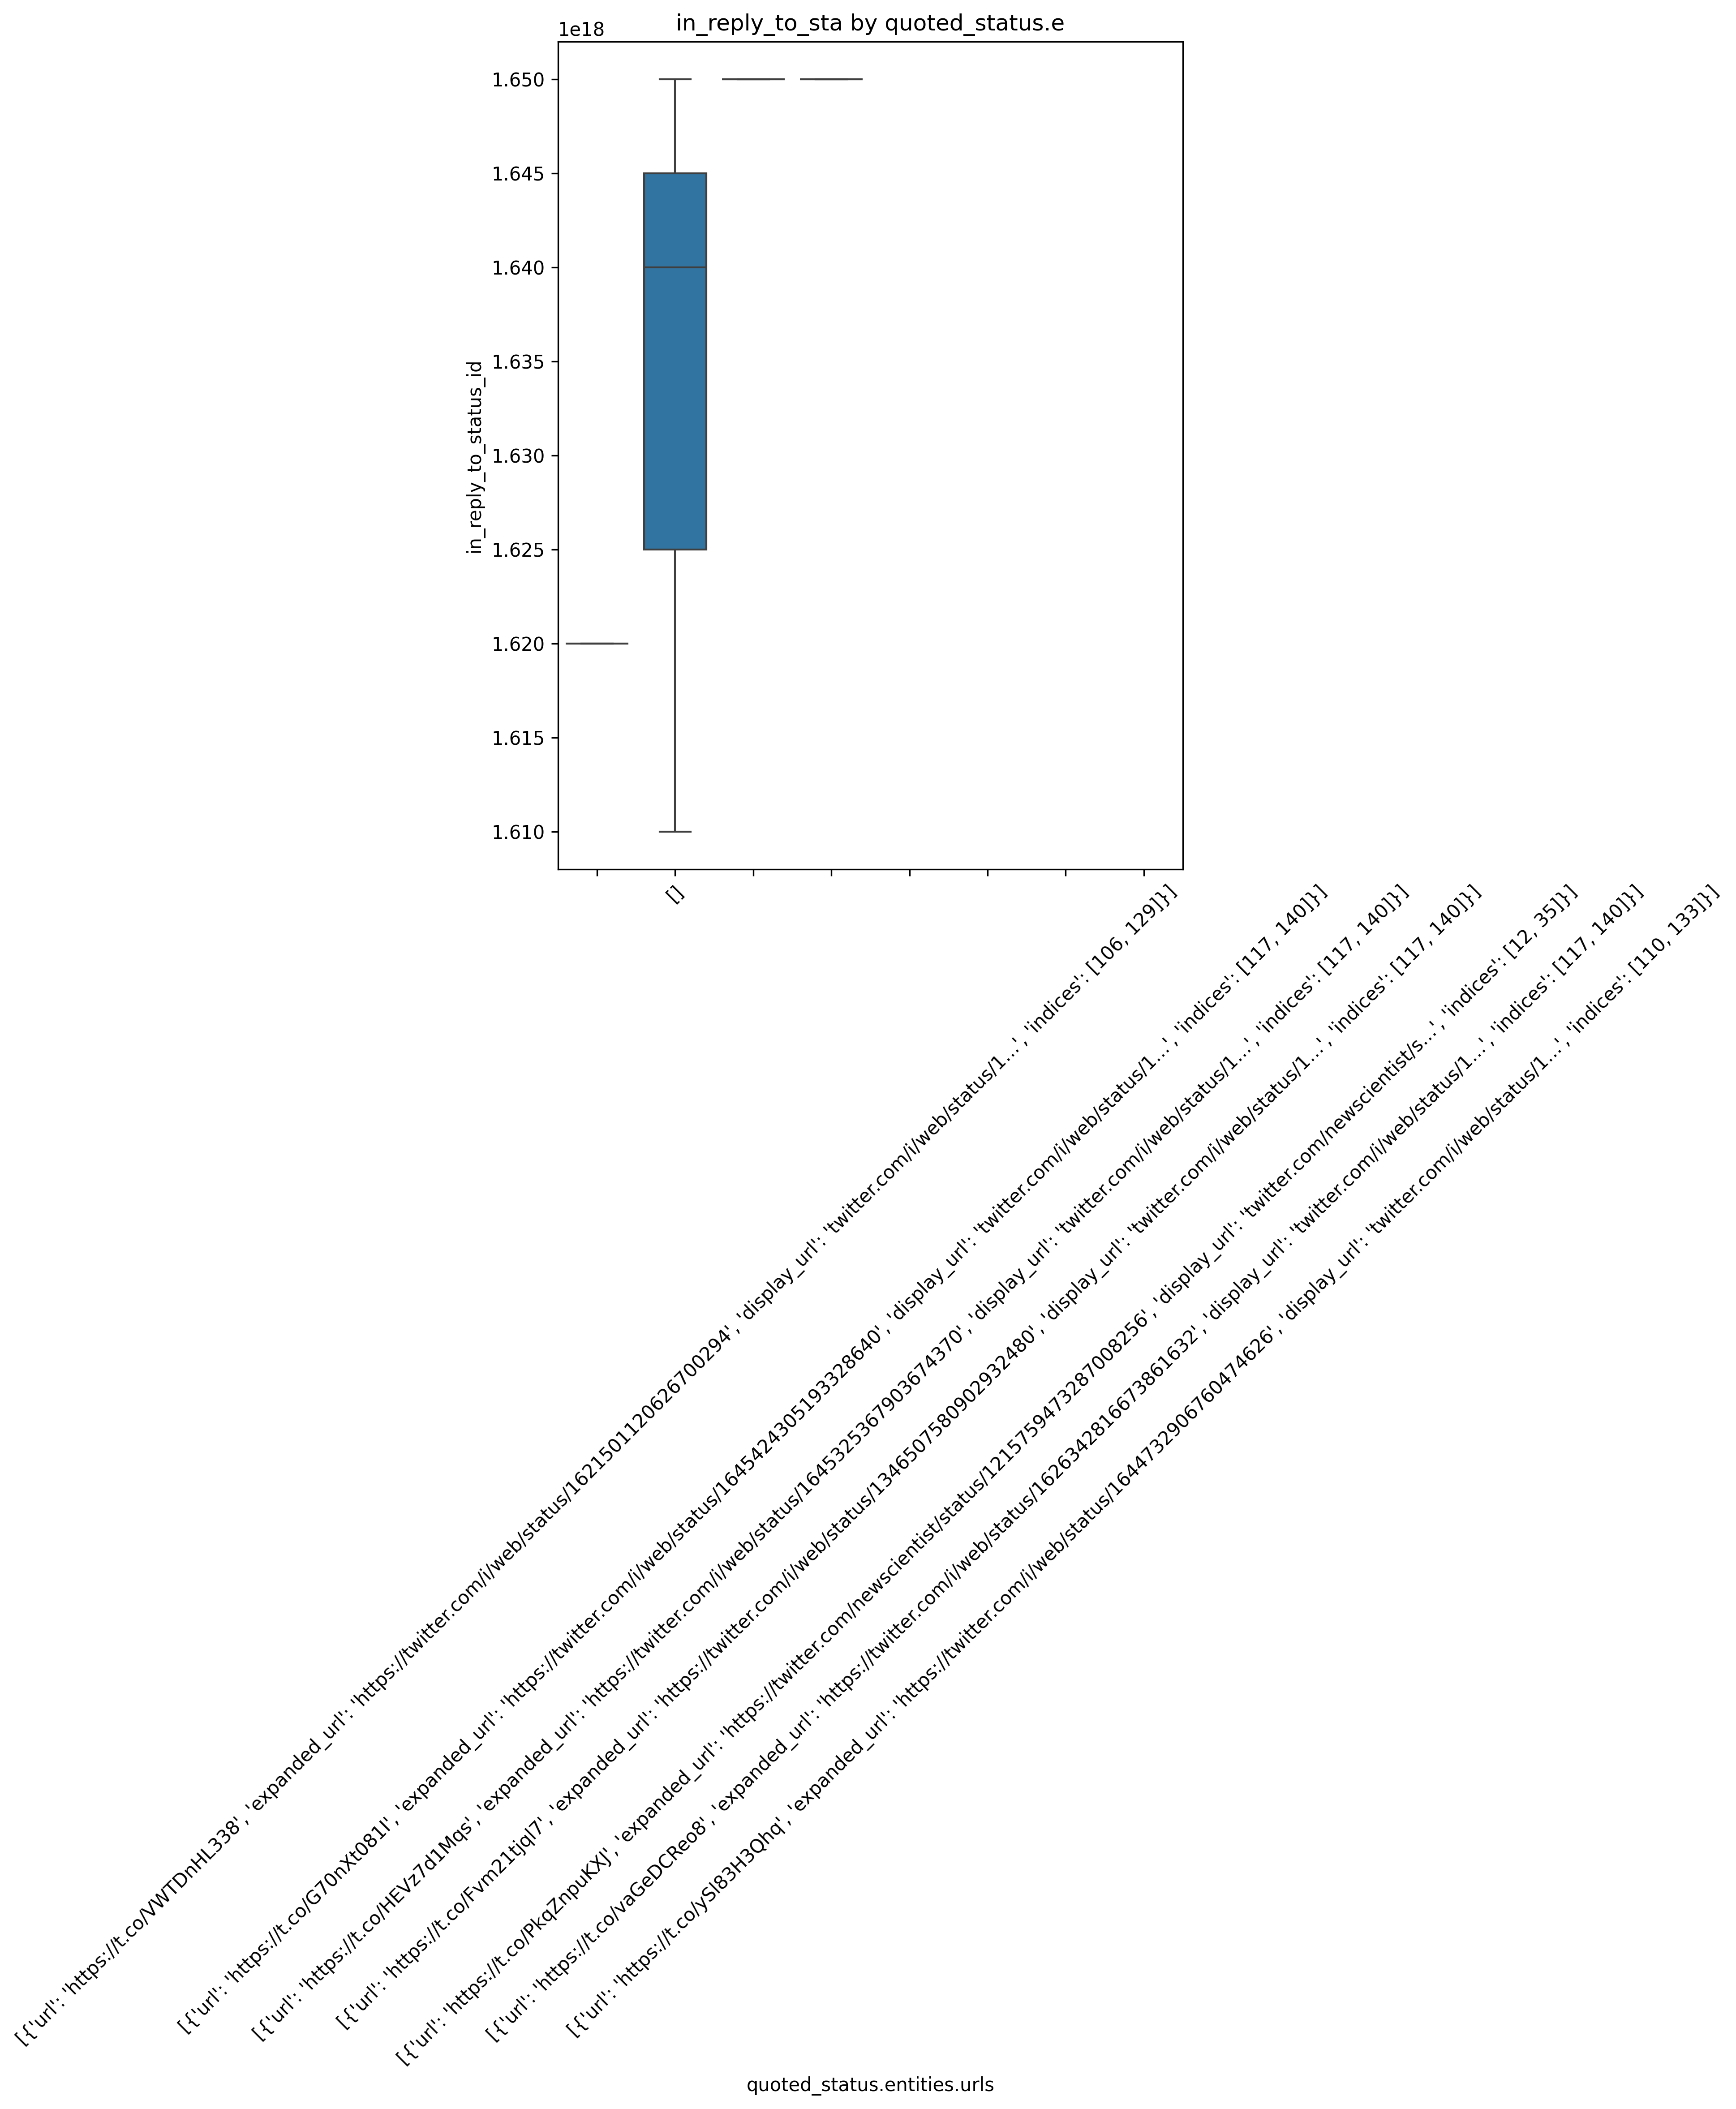 in_reply_to_sta by quoted_status.e
1e18
1.650
1.645
1.640
1.635
1.630
1.625
1.620
1.615
1.610
in_reply_to_status_id
[{'url': 'https://t.co/VWTDnHL338', 'expanded_url': 'https://twitter.com/i/web/status/1621501120626700294', 'display_url': 'twitter.com/i/web/status/1…', 'indices': [106, 129]}]
[]
[{'url': 'https://t.co/G70nXt081l', 'expanded_url': 'https://twitter.com/i/web/status/1645424305193328640', 'display_url': 'twitter.com/i/web/status/1…', 'indices': [117, 140]}]
[{'url': 'https://t.co/HEVz7d1Mqs', 'expanded_url': 'https://twitter.com/i/web/status/1645325367903674370', 'display_url': 'twitter.com/i/web/status/1…', 'indices': [117, 140]}]
[{'url': 'https://t.co/Fvm21tjql7', 'expanded_url': 'https://twitter.com/i/web/status/1346507580902932480', 'display_url': 'twitter.com/i/web/status/1…', 'indices': [117, 140]}]
[{'url': 'https://t.co/PkqZnpuKXJ', 'expanded_url': 'https://twitter.com/newscientist/status/1215759473287008256', 'display_url': 'twitter.com/newscientist/s…', 'indices': [12, 35]}]
[{'url': 'https://t.co/vaGeDCReo8', 'expanded_url': 'https://twitter.com/i/web/status/1626342816673861632', 'display_url': 'twitter.com/i/web/status/1…', 'indices': [117, 140]}]
[{'url': 'https://t.co/ySl83H3Qhq', 'expanded_url': 'https://twitter.com/i/web/status/1644732906760474626', 'display_url': 'twitter.com/i/web/status/1…', 'indices': [110, 133]}]
quoted_status.entities.urls